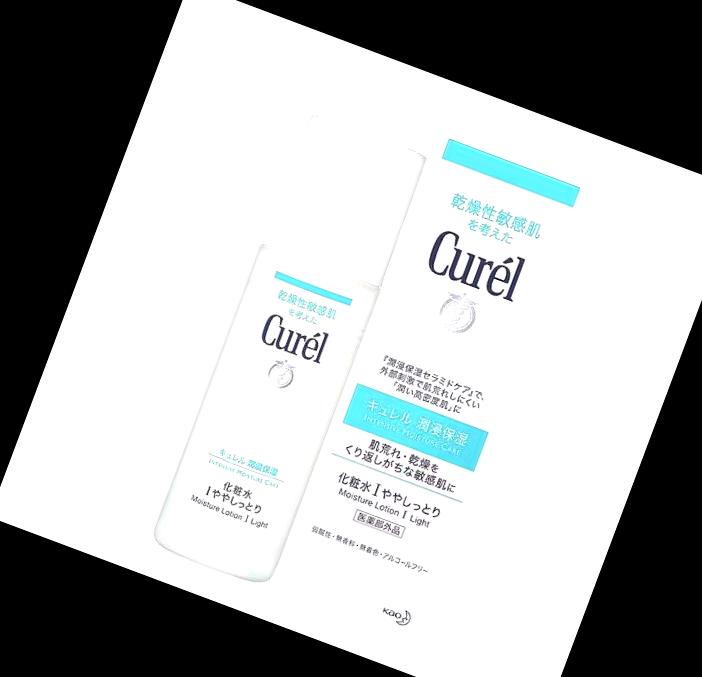 乾燥性敏感肌
を考えた
Curél
キュレル 潤浸保湿
INTENSIVE MOISTURE CARE
化粧水
I ややしっとり
Moisture Lotion I Light
乾燥性敏感肌
を考えた
Curél
『潤浸保湿セラミドケア』で、
外部刺激で肌荒れしにくい
「潤い高密度肌」に
キュレル 潤浸保湿
INTENSIVE MOISTURE CARE
肌荒れ・乾燥を
くり返しがちな敏感肌に
化粧水 I ややしっとり
Moisture Lotion I Light
医薬部外品
弱酸性・無香料・無着色・アルコールフリー
Kao